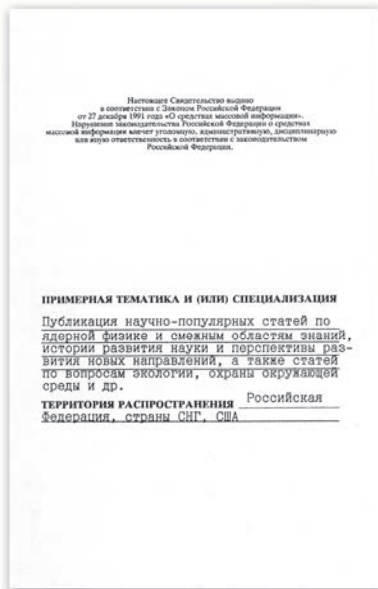 Настоящее Свидетельство выдано
в соответствии с Законом Российской Федерации
от 27 декабря 1991 года «О средствах массовой информации».
Нарушение законодательства Российской Федерации о средствах
массовой информации влечет уголовную, административную, дисциплинарную
или иную ответственность в соответствии с законодательством
Российской Федерации.
ПРИМЕРНАЯ ТЕМАТИКА И (ИЛИ) СПЕЦИАЛИЗАЦИЯ
Публикация научно-популярных статей по
ядерной физике и смежным областям знаний,
истории развития науки и перспективы раз-
вития новых направлений, а также статей
по вопросам экологии, охраны окружающей
среды и др.
ТЕРРИТОРИЯ РАСПРОСТРАНЕНИЯ Российская
Федерация, страны СНГ, США